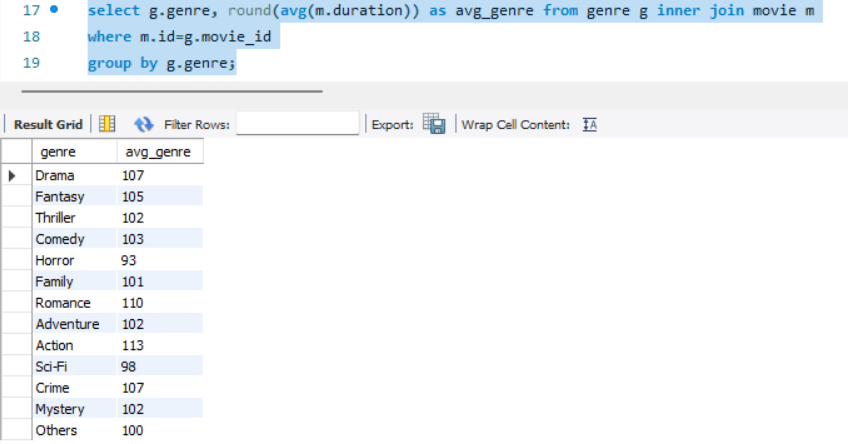 17 select g.genre, round(avg(m.duration)) as avg_genre from genre g inner join movie m
18 where m.id=g.movie_id
19 group by g.genre;
Result Grid Filter Rows: Export: Wrap Cell Content: IA
genre avg_genre
Drama 107
Fantasy 105
Thriller 102
Comedy 103
Horror 93
Family 101
Romance 110
Adventure 102
Action 113
Sci-Fi 98
Crime 107
Mystery 102
Others 100